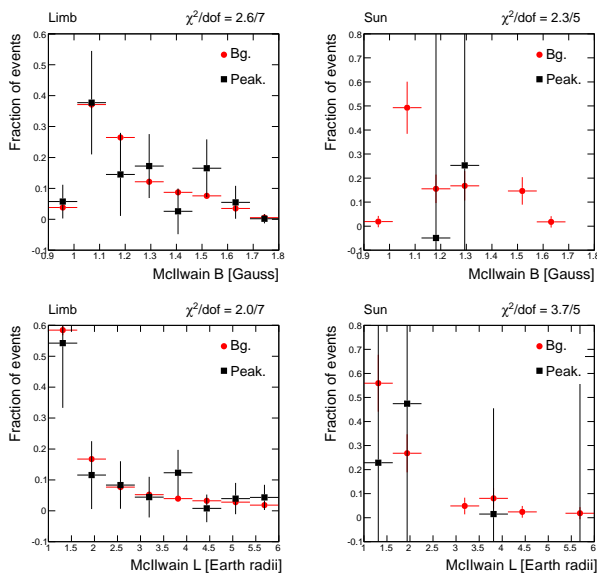 Limb χ²/dof = 2.6/7
Fraction of events
0.6
0.5
0.4
0.3
0.2
0.1
0
-0.1
Bg.
Peak.
0.9 1 1.1 1.2 1.3 1.4 1.5 1.6 1.7 1.8
McIlwain B [Gauss]
Sun χ²/dof = 2.3/5
Fraction of events
0.8
0.7
0.6
0.5
0.4
0.3
0.2
0.1
0
-0.1
Bg.
Peak.
0.9 1 1.1 1.2 1.3 1.4 1.5 1.6 1.7 1.8
McIlwain B [Gauss]
Limb χ²/dof = 2.0/7
Fraction of events
0.6
0.5
0.4
0.3
0.2
0.1
0
-0.1
Bg.
Peak.
1 1.5 2 2.5 3 3.5 4 4.5 5 5.5 6
McIlwain L [Earth radii]
Sun χ²/dof = 3.7/5
Fraction of events
0.8
0.7
0.6
0.5
0.4
0.3
0.2
0.1
0
-0.1
Bg.
Peak.
1 1.5 2 2.5 3 3.5 4 4.5 5 5.5 6
McIlwain L [Earth radii]